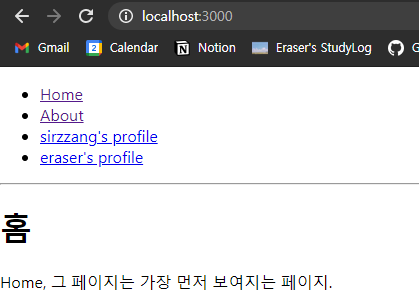 localhost:3000
Gmail Calendar Notion Eraser's StudyLog
Home
About
sirzzang's profile
eraser's profile
홈
Home, 그 페이지는 가장 먼저 보여지는 페이지.